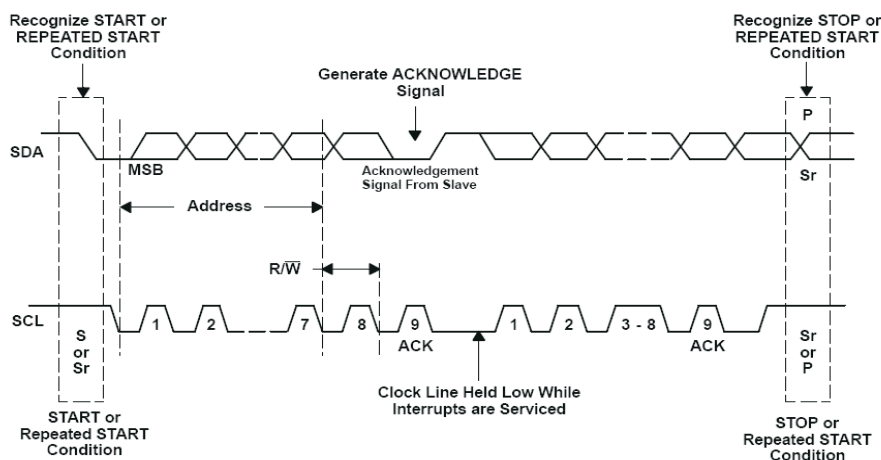 Recognize START or
REPEATED START
Condition
Recognize STOP or
REPEATED START
Condition
Generate ACKNOWLEDGE
Signal
P
SDA
MSB
Acknowledgement
Signal From Slave
Sr
Address
R/W̅
SCL
1
2
7
8
9
1
2
3 - 8
9
ACK
ACK
S
or
Sr
Sr
or
P
Clock Line Held Low While
Interrupts are Serviced
START or
Repeated START
Condition
STOP or
Repeated START
Condition